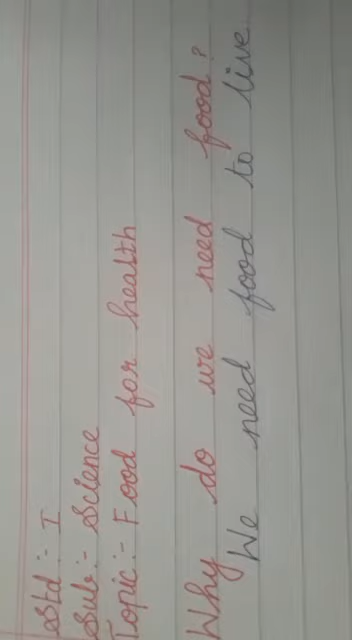 Std :- I
Sub :- Science
Topic :- Food for health
Why do we need food?
We need food to live